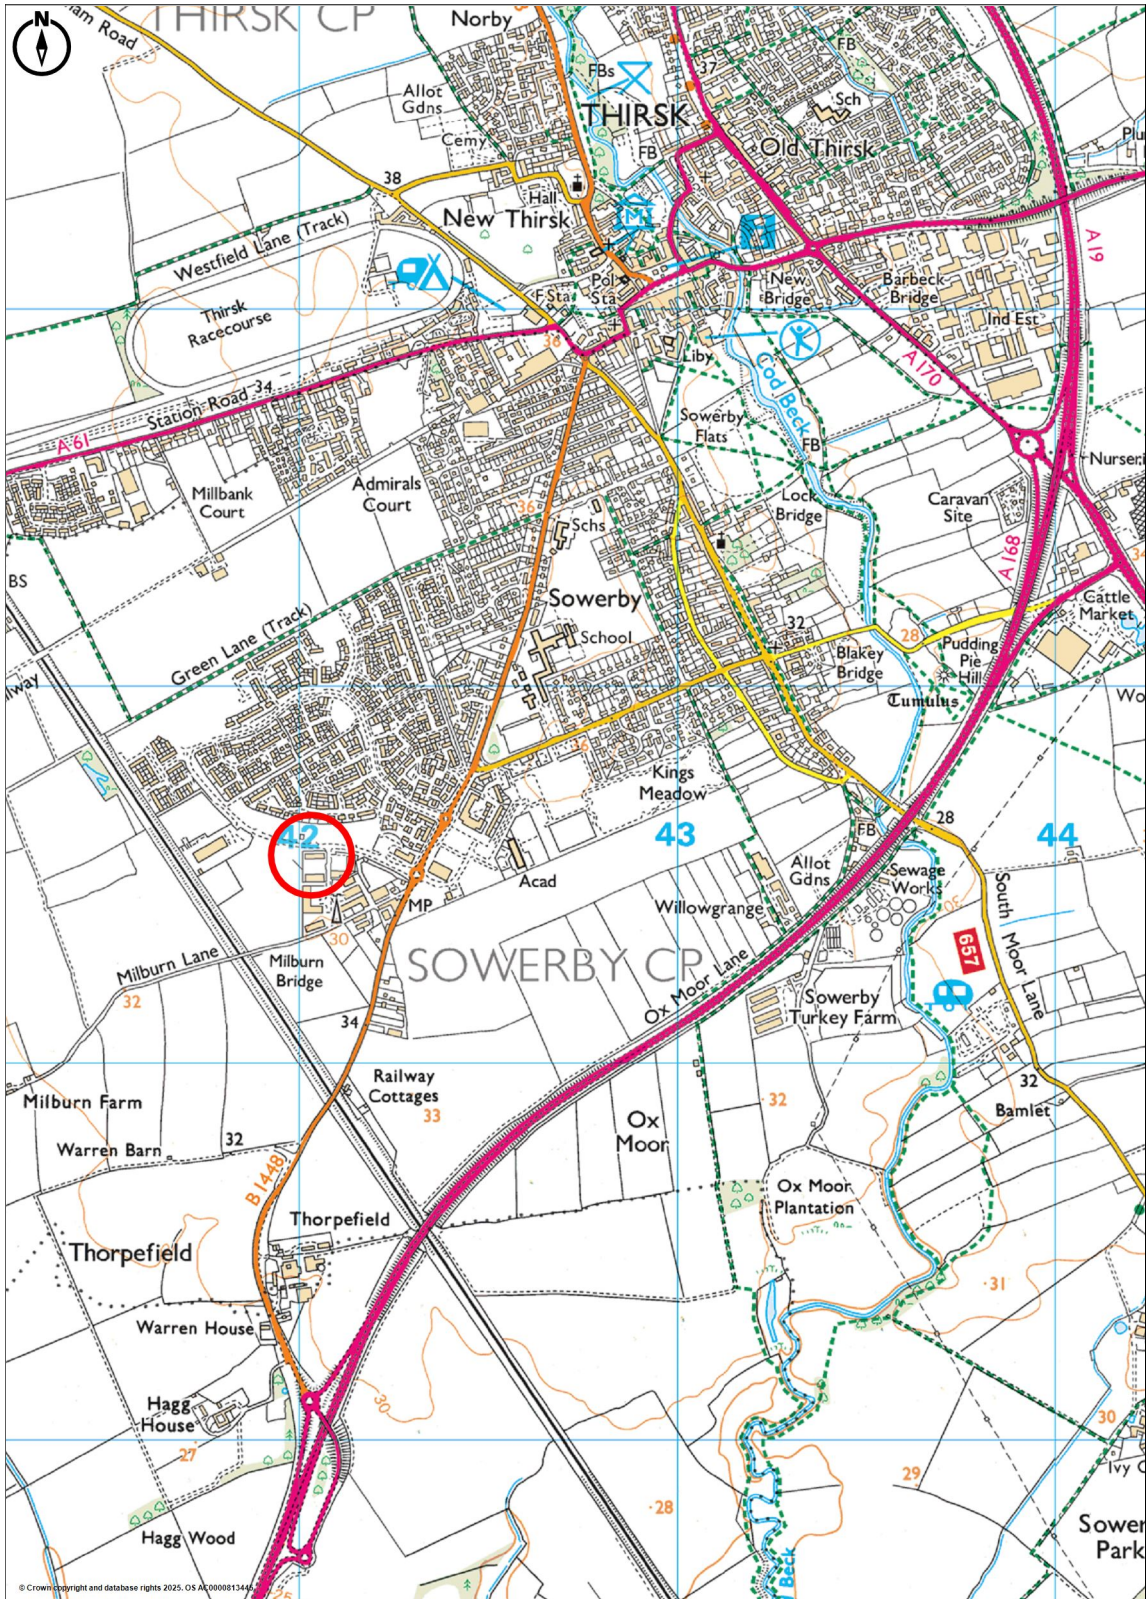 N
THIRSK CP
Norby
am Road
FBs
37
FB
Allot
Gdns
Sch
THIRSK
Old Thirsk
Plu
Cemy
FB
38
Hall
M
New Thirsk
Westfield Lane (Track)
A19
Thirsk
Racecourse
F Sta
Pol
Sta
New
Bridge
Barbeck
Bridge
Ind Est
36
Liby
Cod Beck
A170
Station Road
34
A61
Sowerby
Flats
FB
Nurseri
Millbank
Court
Admirals
Court
36
Schs
Lock
Bridge
Caravan
Site
A168
34
BS
Sowerby
Cattle
Market
Green Lane (Track)
School
32
28
Blakey
Bridge
Pudding
Pie
Hill
lway
Tumulus
Wo
36
Kings
Meadow
42
43
44
28
FB
Acad
Allot
Gdns
Sewage
Works
MP
Willowgrange
30
30
South Moor Lane
Milburn Lane
Milburn
Bridge
SOWERBY CP
657
32
Ox Moor Lane
Sowerby
Turkey Farm
34
Railway
Cottages
33
32
Milburn Farm
32
Bamlet
Ox
Moor
Warren Barn
32
B1448
Ox Moor
Plantation
Thorpefield
Thorpefield
31
Warren House
30
Hagg
House
27
30
29
Ivy C
28
Hagg Wood
Sower
Park
Beck
25
© Crown copyright and database rights 2025. OS AC0000813445